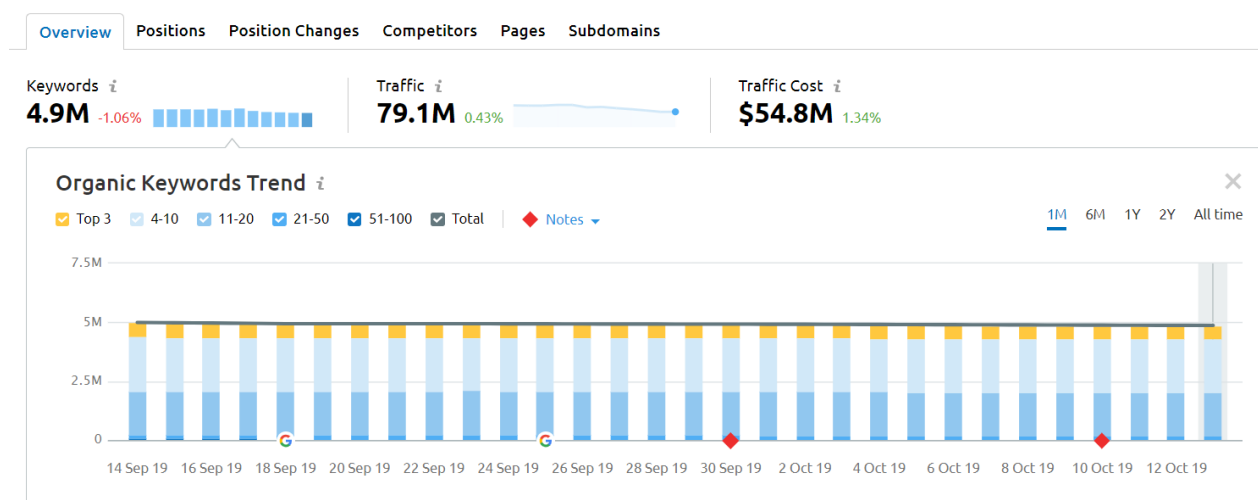 Overview Positions Position Changes Competitors Pages Subdomains
Keywords i Traffic i Traffic Cost i
4.9M -1.06% 79.1M 0.43% $54.8M 1.34%
Organic Keywords Trend i
Top 3 4-10 11-20 21-50 51-100 Total Notes 1M 6M 1Y 2Y All time
7.5M
5M
2.5M
0 G G
14 Sep 19 16 Sep 19 18 Sep 19 20 Sep 19 22 Sep 19 24 Sep 19 26 Sep 19 28 Sep 19 30 Sep 19 2 Oct 19 4 Oct 19 6 Oct 19 8 Oct 19 10 Oct 19 12 Oct 19